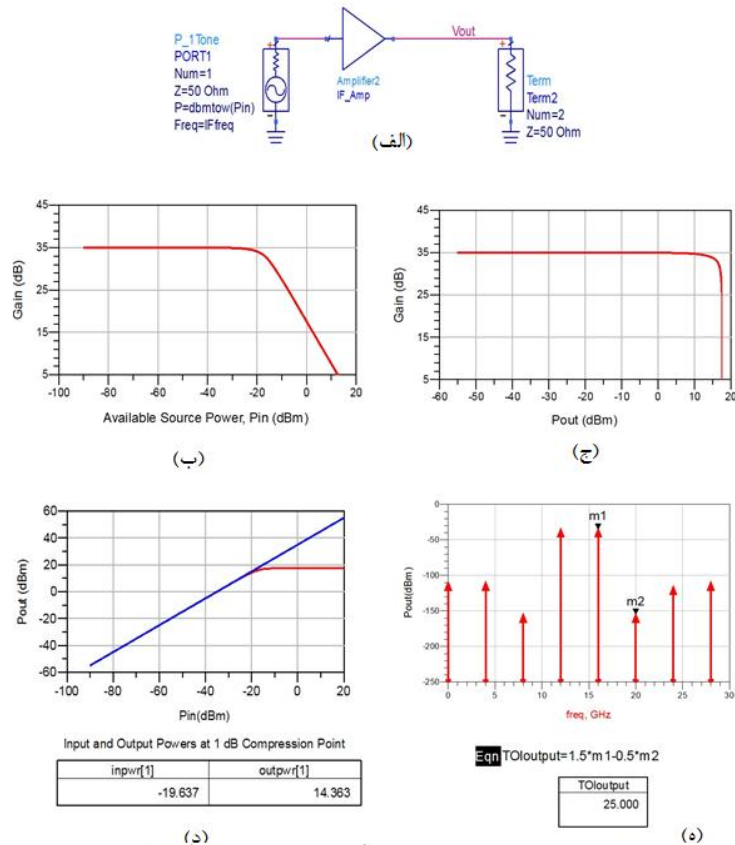 P_1Tone
PORT1
Num=1
Z=50 Ohm
P=dbmtow(Pin)
Freq=IFfreq
Amplifier2
IF_Amp
Vout
Term
Term2
Num=2
Z=50 Ohm
(الف)
Gain (dB)
45
35
25
15
5
-100 -80 -60 -40 -20 0 20
Available Source Power, Pin (dBm)
(ب)
Gain (dB)
45
35
25
15
5
-60 -50 -40 -30 -20 -10 0 10 20
Pout (dBm)
(ج)
Pout (dBm)
60
40
20
0
-20
-40
-60
-100 -80 -60 -40 -20 0 20
Pin(dBm)
Input and Output Powers at 1 dB Compression Point
inpwr[1] outpwr[1]
-19.637 14.363
(د)
Pout(dBm)
0
-50
-100
-150
-200
-250
m1
m2
0 5 10 15 20 25 30
freq, GHz
Eqn TOIoutput=1.5*m1-0.5*m2
TOIoutput
25.000
(ه)